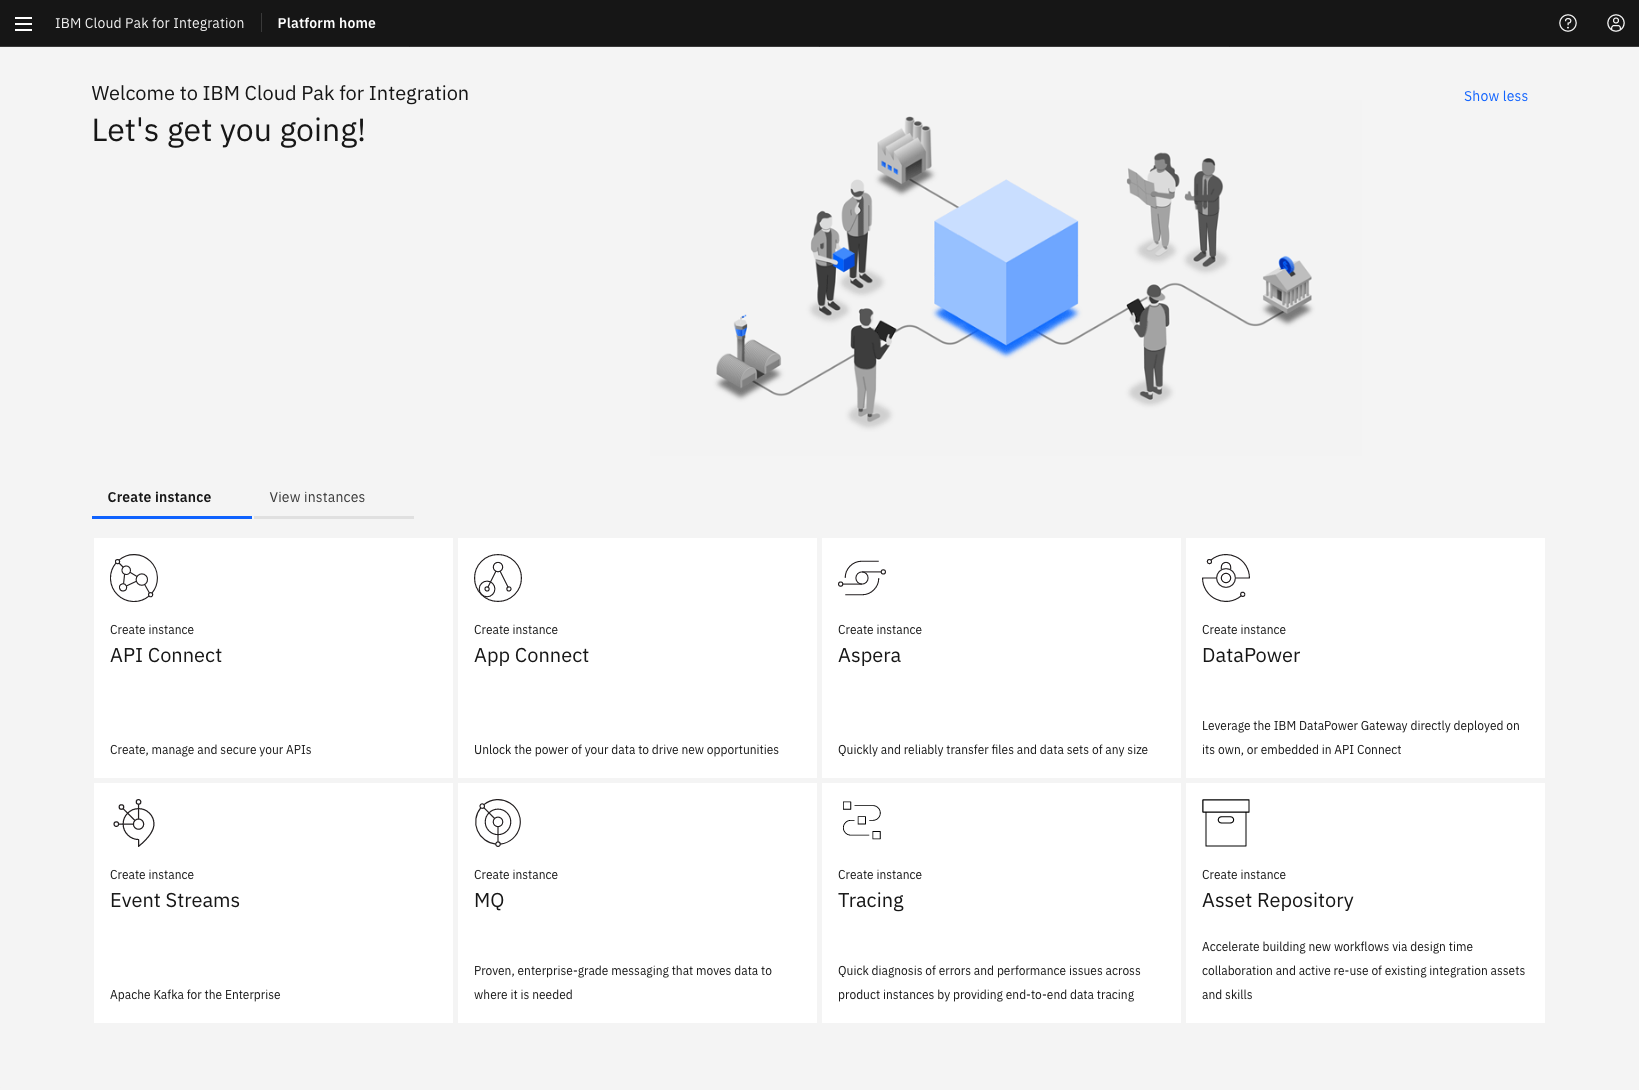 IBM Cloud Pak for Integration
Platform home
Welcome to IBM Cloud Pak for Integration
Let's get you going!
Show less
Create instance
View instances
Create instance
API Connect
Create, manage and secure your APIs
Create instance
App Connect
Unlock the power of your data to drive new opportunities
Create instance
Aspera
Quickly and reliably transfer files and data sets of any size
Create instance
DataPower
Leverage the IBM DataPower Gateway directly deployed on
its own, or embedded in API Connect
Create instance
Event Streams
Apache Kafka for the Enterprise
Create instance
MQ
Proven, enterprise-grade messaging that moves data to
where it is needed
Create instance
Tracing
Quick diagnosis of errors and performance issues across
product instances by providing end-to-end data tracing
Create instance
Asset Repository
Accelerate building new workflows via design time
collaboration and active re-use of existing integration assets
and skills